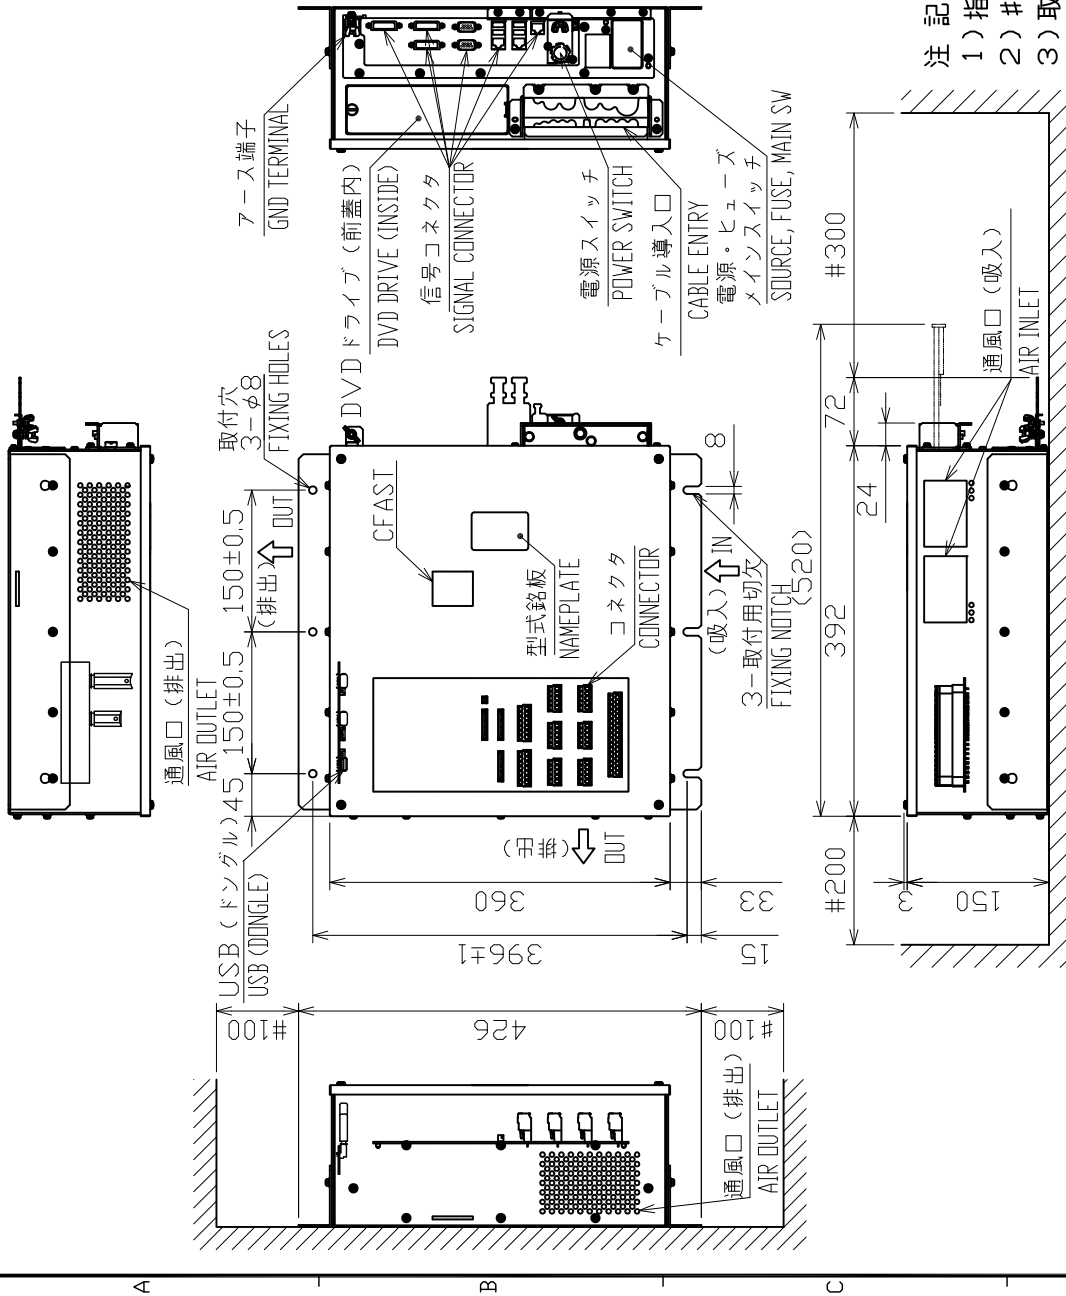 アース端子
GND TERMINAL
DVDドライブ（前蓋内）
DVD DRIVE (INSIDE)
信号コネクタ
SIGNAL CONNECTOR
電源スイッチ
POWER SWITCH
ケーブル導入口
CABLE ENTRY
電源・ヒューズ
メインスイッチ
SOURCE, FUSE, MAIN SW
注 記
1）指
2）#
3）取
取付穴
3-φ8
FIXING HOLES
OUT
（排出）
150±0.5
150±0.5
45
通風口（排出）
AIR OUTLET
USB（ドングル）
USB (DONGLE)
CFAST
型式銘板
NAMEPLATE
コネクタ
CONNECTOR
8
IN
（吸入）
3-取付用切欠
FIXING NOTCH
（排出）
OUT
360
33
396±1
15
#100
426
#100
通風口（排出）
AIR OUTLET
#300
72
24
(520)
392
#200
3
150
通風口（吸入）
AIR INLET
A
B
C